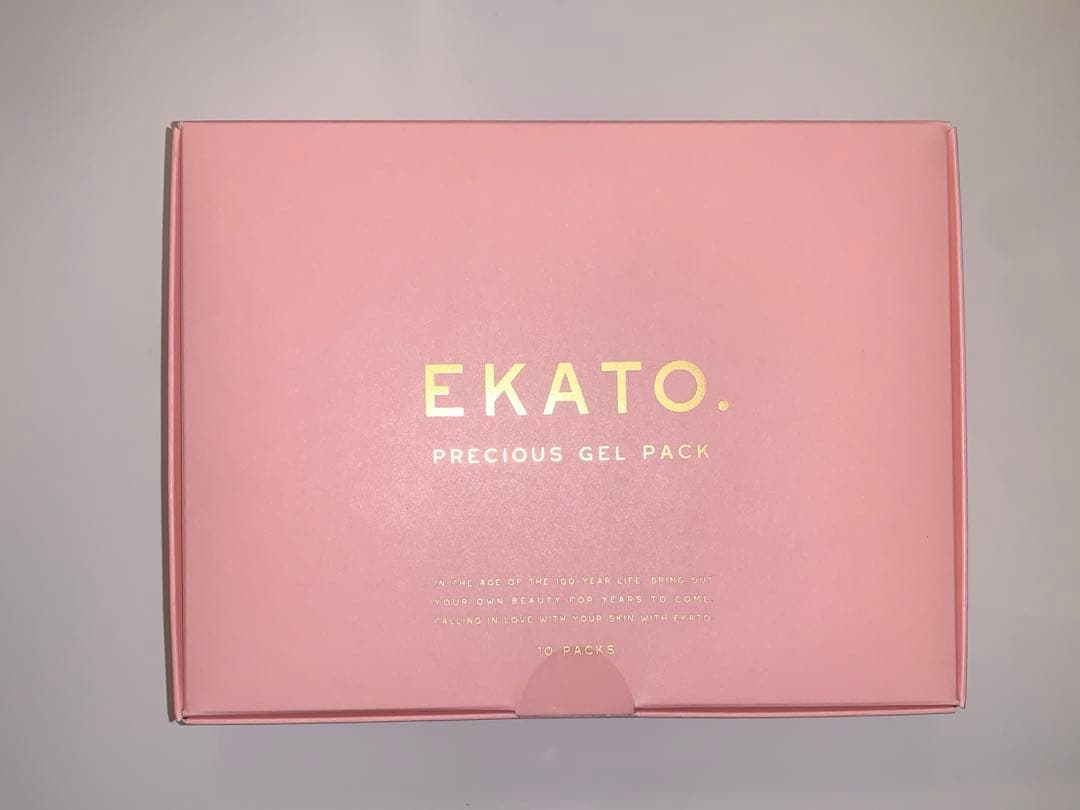 EKATO.
PRECIOUS GEL PACK
IN THE AGE OF THE 100-YEAR LIFE, BRING OUT
YOUR OWN BEAUTY FOR YEARS TO COME.
FALLING IN LOVE WITH YOUR SKIN WITH EKATO.
10 PACKS